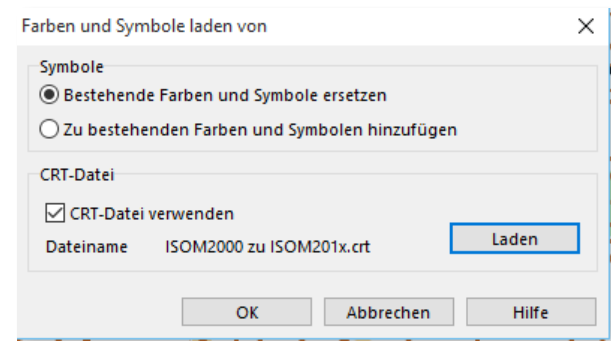 Farben und Symbole laden von
Symbole
Bestehende Farben und Symbole ersetzen
Zu bestehenden Farben und Symbolen hinzufügen
CRT-Datei
CRT-Datei verwenden
Dateiname ISOM2000 zu ISOM201x.crt Laden
OK Abbrechen Hilfe